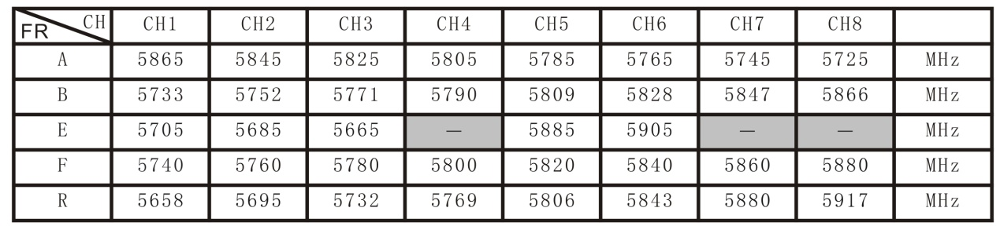 FR CH CH1 CH2 CH3 CH4 CH5 CH6 CH7 CH8
A 5865 5845 5825 5805 5785 5765 5745 5725 MHz
B 5733 5752 5771 5790 5809 5828 5847 5866 MHz
E 5705 5685 5665 — 5885 5905 — — MHz
F 5740 5760 5780 5800 5820 5840 5860 5880 MHz
R 5658 5695 5732 5769 5806 5843 5880 5917 MHz